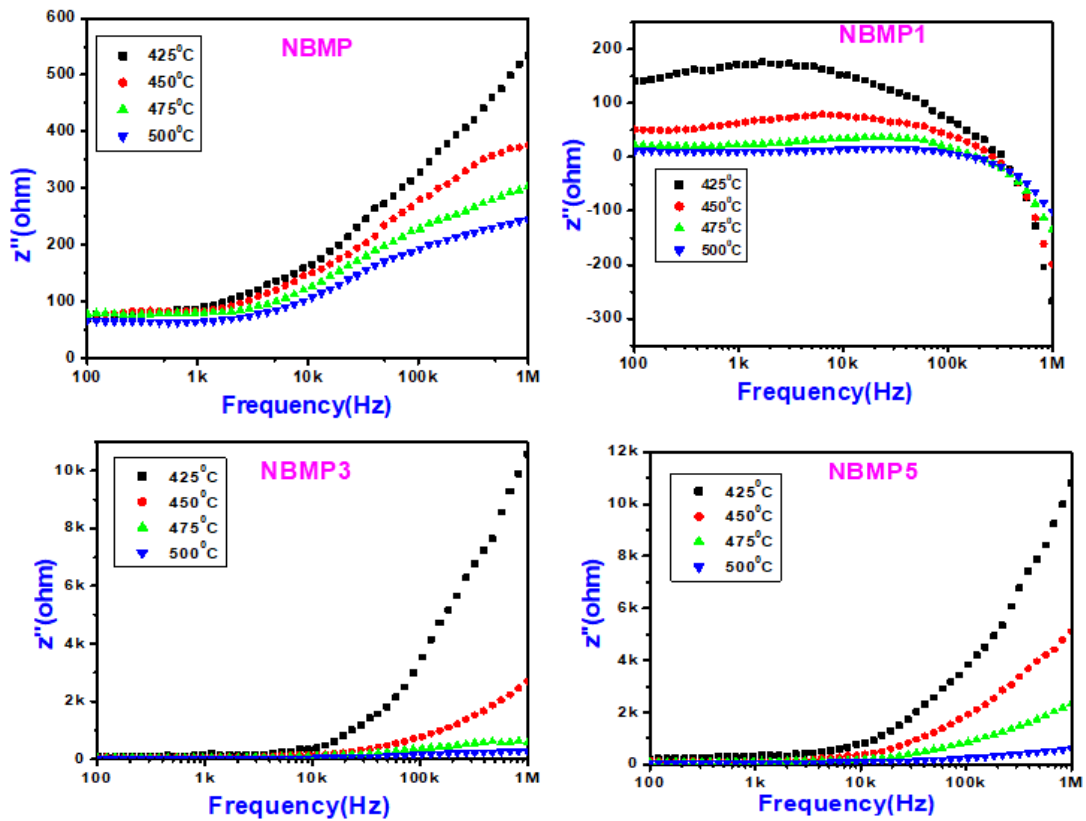 NBMP
425⁰C
450⁰C
475⁰C
500⁰C
600
500
400
300
200
100
0
z"(ohm)
100 1k 10k 100k 1M
Frequency(Hz)
NBMP1
200
100
0
-100
-200
-300
425⁰C
450⁰C
475⁰C
500⁰C
z"(ohm)
100 1k 10k 100k 1M
Frequency(Hz)
NBMP3
425⁰C
450⁰C
475⁰C
500⁰C
10k
8k
6k
4k
2k
0
z"(ohm)
100 1k 10k 100k 1M
Frequency(Hz)
NBMP5
425⁰C
450⁰C
475⁰C
500⁰C
12k
10k
8k
6k
4k
2k
0
z"(ohm)
100 1k 10k 100k 1M
Frequency(Hz)